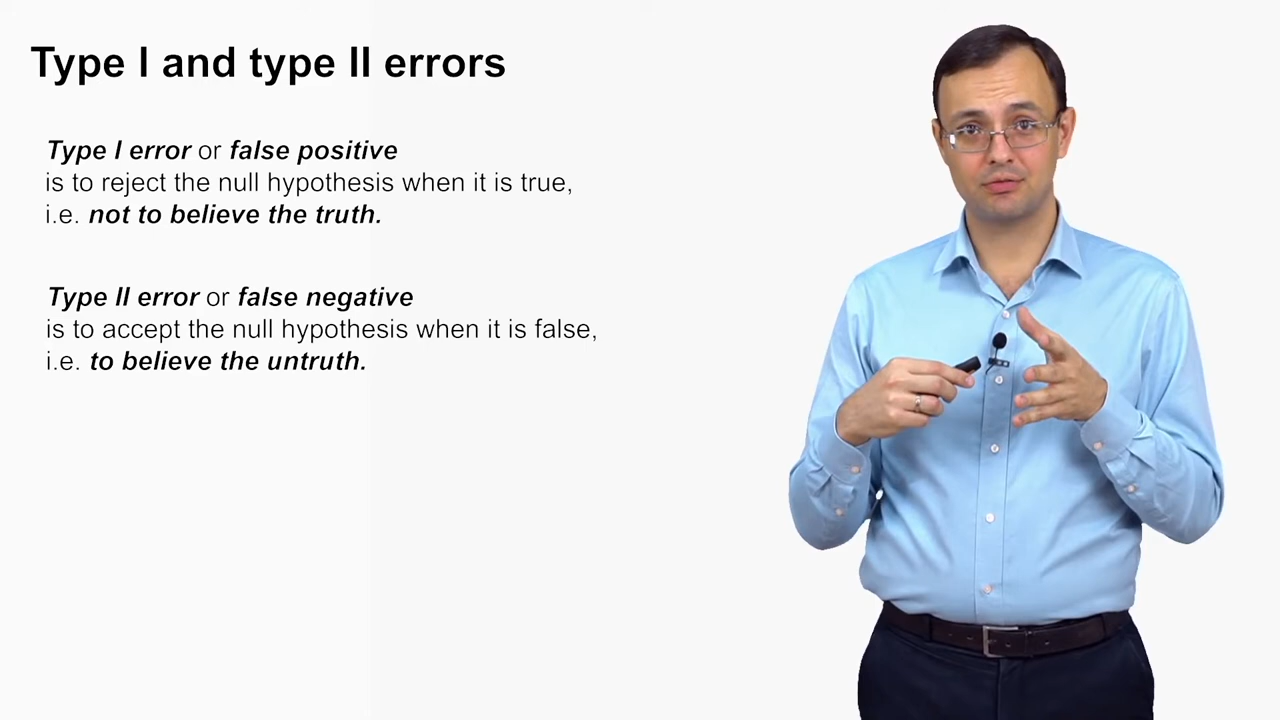 Type I and type II errors
Type I error or false positive
is to reject the null hypothesis when it is true,
i.e. not to believe the truth.
Type II error or false negative
is to accept the null hypothesis when it is false,
i.e. to believe the untruth.